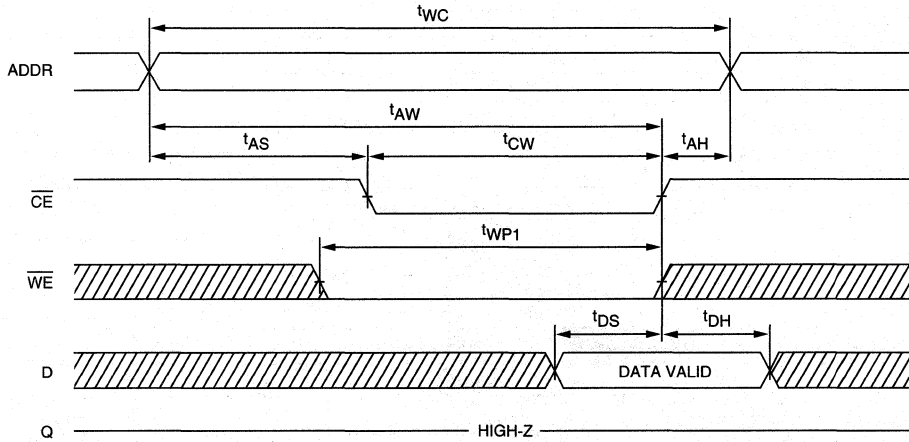 tWC
ADDR
tAW
tAS
tCW
tAH
CE
tWP1
WE
tDS
tDH
D
DATA VALID
Q
HIGH-Z